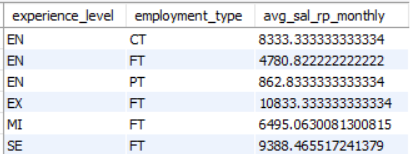 experience_level employment_type avg_sal_rp_monthly
EN CT 8333.333333333334
EN FT 4780.822222222222
EN PT 862.8333333333334
EX FT 10833.333333333334
MI FT 6495.0630081300815
SE FT 9388.465517241379